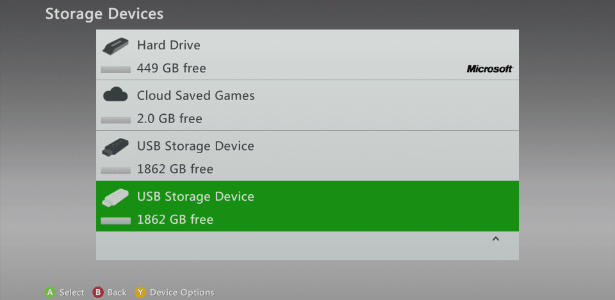 Storage Devices
Hard Drive
449 GB free
Microsoft
Cloud Saved Games
2.0 GB free
USB Storage Device
1862 GB free
USB Storage Device
1862 GB free
A Select B Back Y Device Options